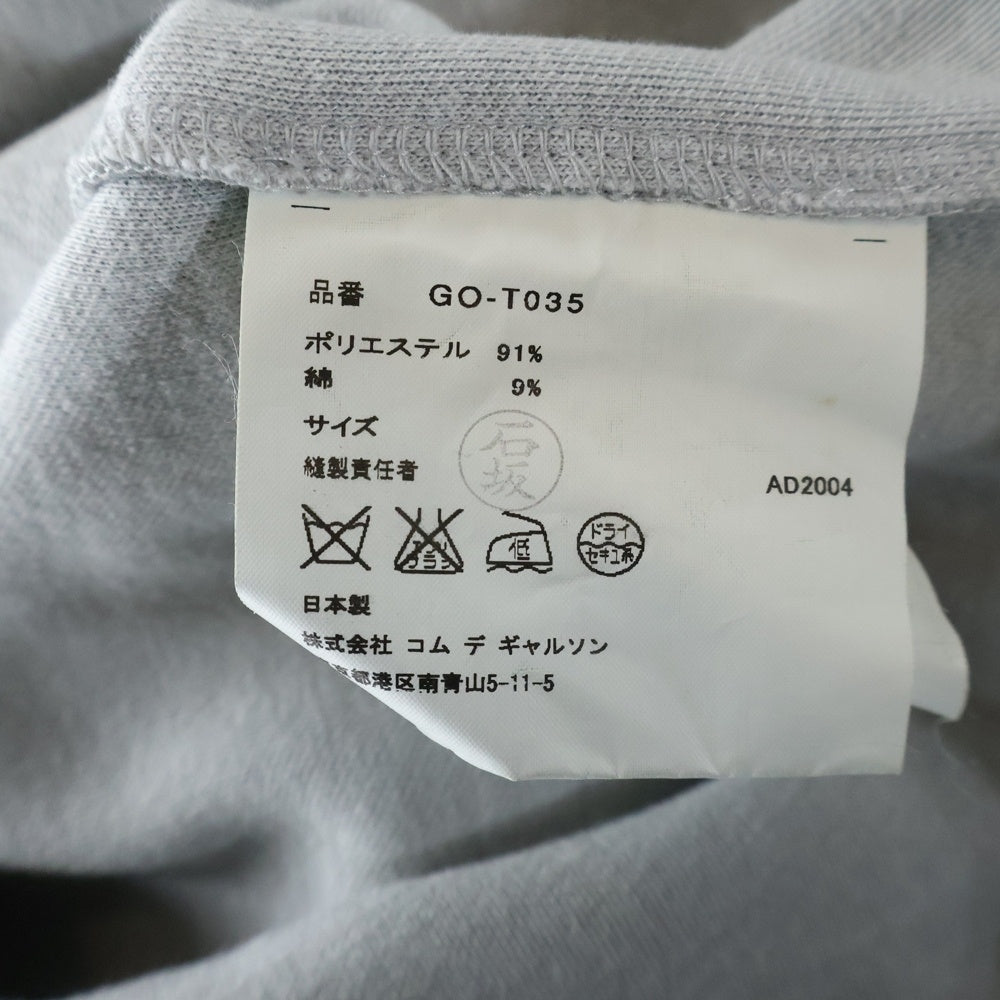 品番 GO-T035
ポリエステル 91%
綿 9%
サイズ
縫製責任者 石坂
AD2004
低 ドライ
セキユ系
日本製
株式会社 コム デ ギャルソン
京都港区南青山5-11-5